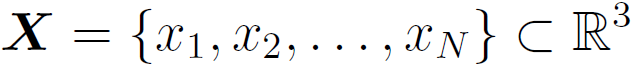 𝑿 = {x₁, x₂, . . . , x_N} ⊂ ℝ³